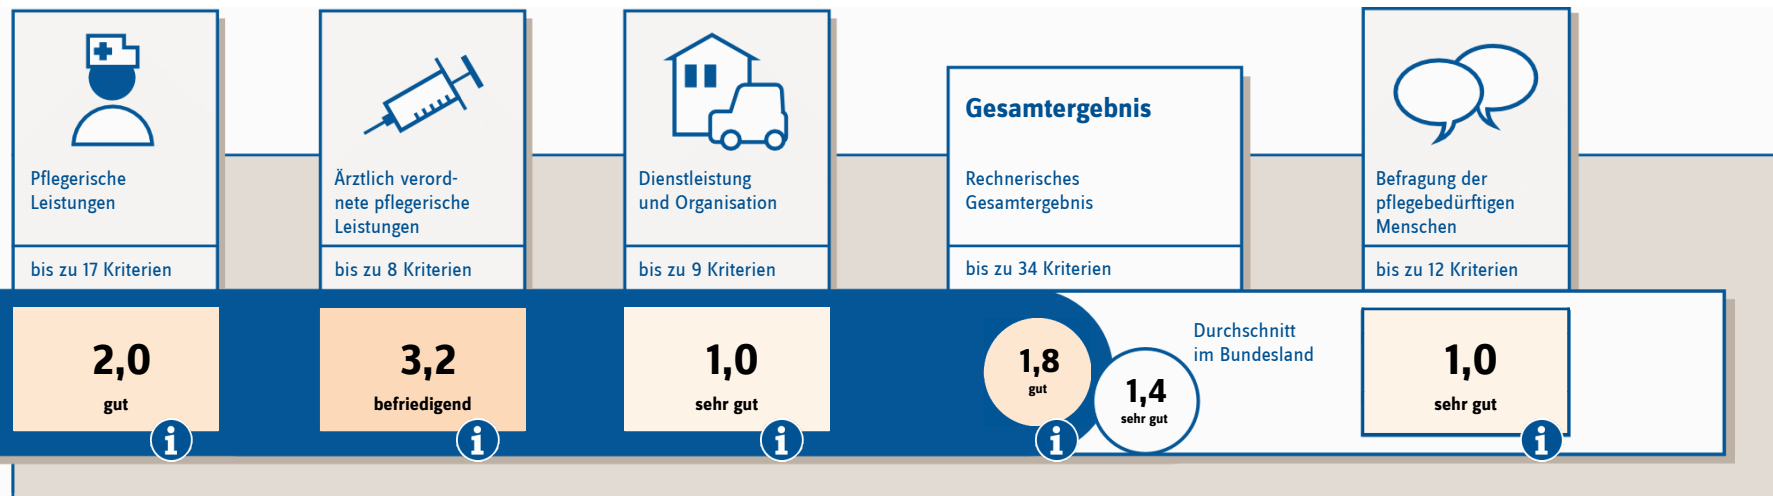 Pflegerische
Leistungen
bis zu 17 Kriterien
2,0
gut
i
Ärztlich verord-
nete pflegerische
Leistungen
bis zu 8 Kriterien
3,2
befriedigend
i
Dienstleistung
und Organisation
bis zu 9 Kriterien
1,0
sehr gut
i
Gesamtergebnis
Rechnerisches
Gesamtergebnis
bis zu 34 Kriterien
1,8
gut
i
Durchschnitt
im Bundesland
1,4
sehr gut
Befragung der
pflegebedürftigen
Menschen
bis zu 12 Kriterien
1,0
sehr gut
i